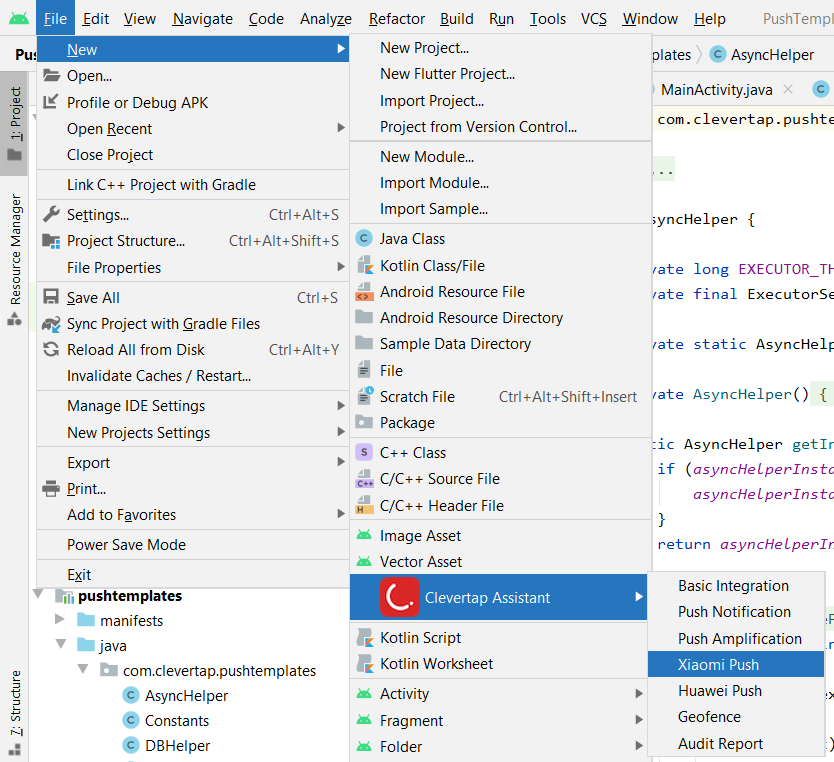 File Edit View Navigate Code Analyze Refactor Build Run Tools VCS Window Help PushTempl
Pus
plates AsyncHelper
MainActivity.java
1: Project
Resource Manager
7: Structure
New
Open...
Profile or Debug APK
Open Recent
Close Project
Link C++ Project with Gradle
Settings... Ctrl+Alt+S
Project Structure... Ctrl+Alt+Shift+S
File Properties
Save All Ctrl+S
Sync Project with Gradle Files
Reload All from Disk Ctrl+Alt+Y
Invalidate Caches / Restart...
Manage IDE Settings
New Projects Settings
Export
Print...
Add to Favorites
Power Save Mode
Exit
New Project...
New Flutter Project...
Import Project...
Project from Version Control...
New Module...
Import Module...
Import Sample...
Java Class
Kotlin Class/File
Android Resource File
Android Resource Directory
Sample Data Directory
File
Scratch File Ctrl+Alt+Shift+Insert
Package
C++ Class
C/C++ Source File
C/C++ Header File
Image Asset
Vector Asset
Clevertap Assistant
Kotlin Script
Kotlin Worksheet
Activity
Fragment
Folder
Basic Integration
Push Notification
Push Amplification
Xiaomi Push
Huawei Push
Geofence
Audit Report
pushtemplates
manifests
java
com.clevertap.pushtemplates
AsyncHelper
Constants
DBHelper
com.clevertap.pushte
...
syncHelper {
vate long EXECUTOR_TH
vate final ExecutorSe
vate static AsyncHelp
vate AsyncHelper() {
tic AsyncHelper getIn
if (asyncHelperInsta
asyncHelperInsta
}
return asyncHelperIn